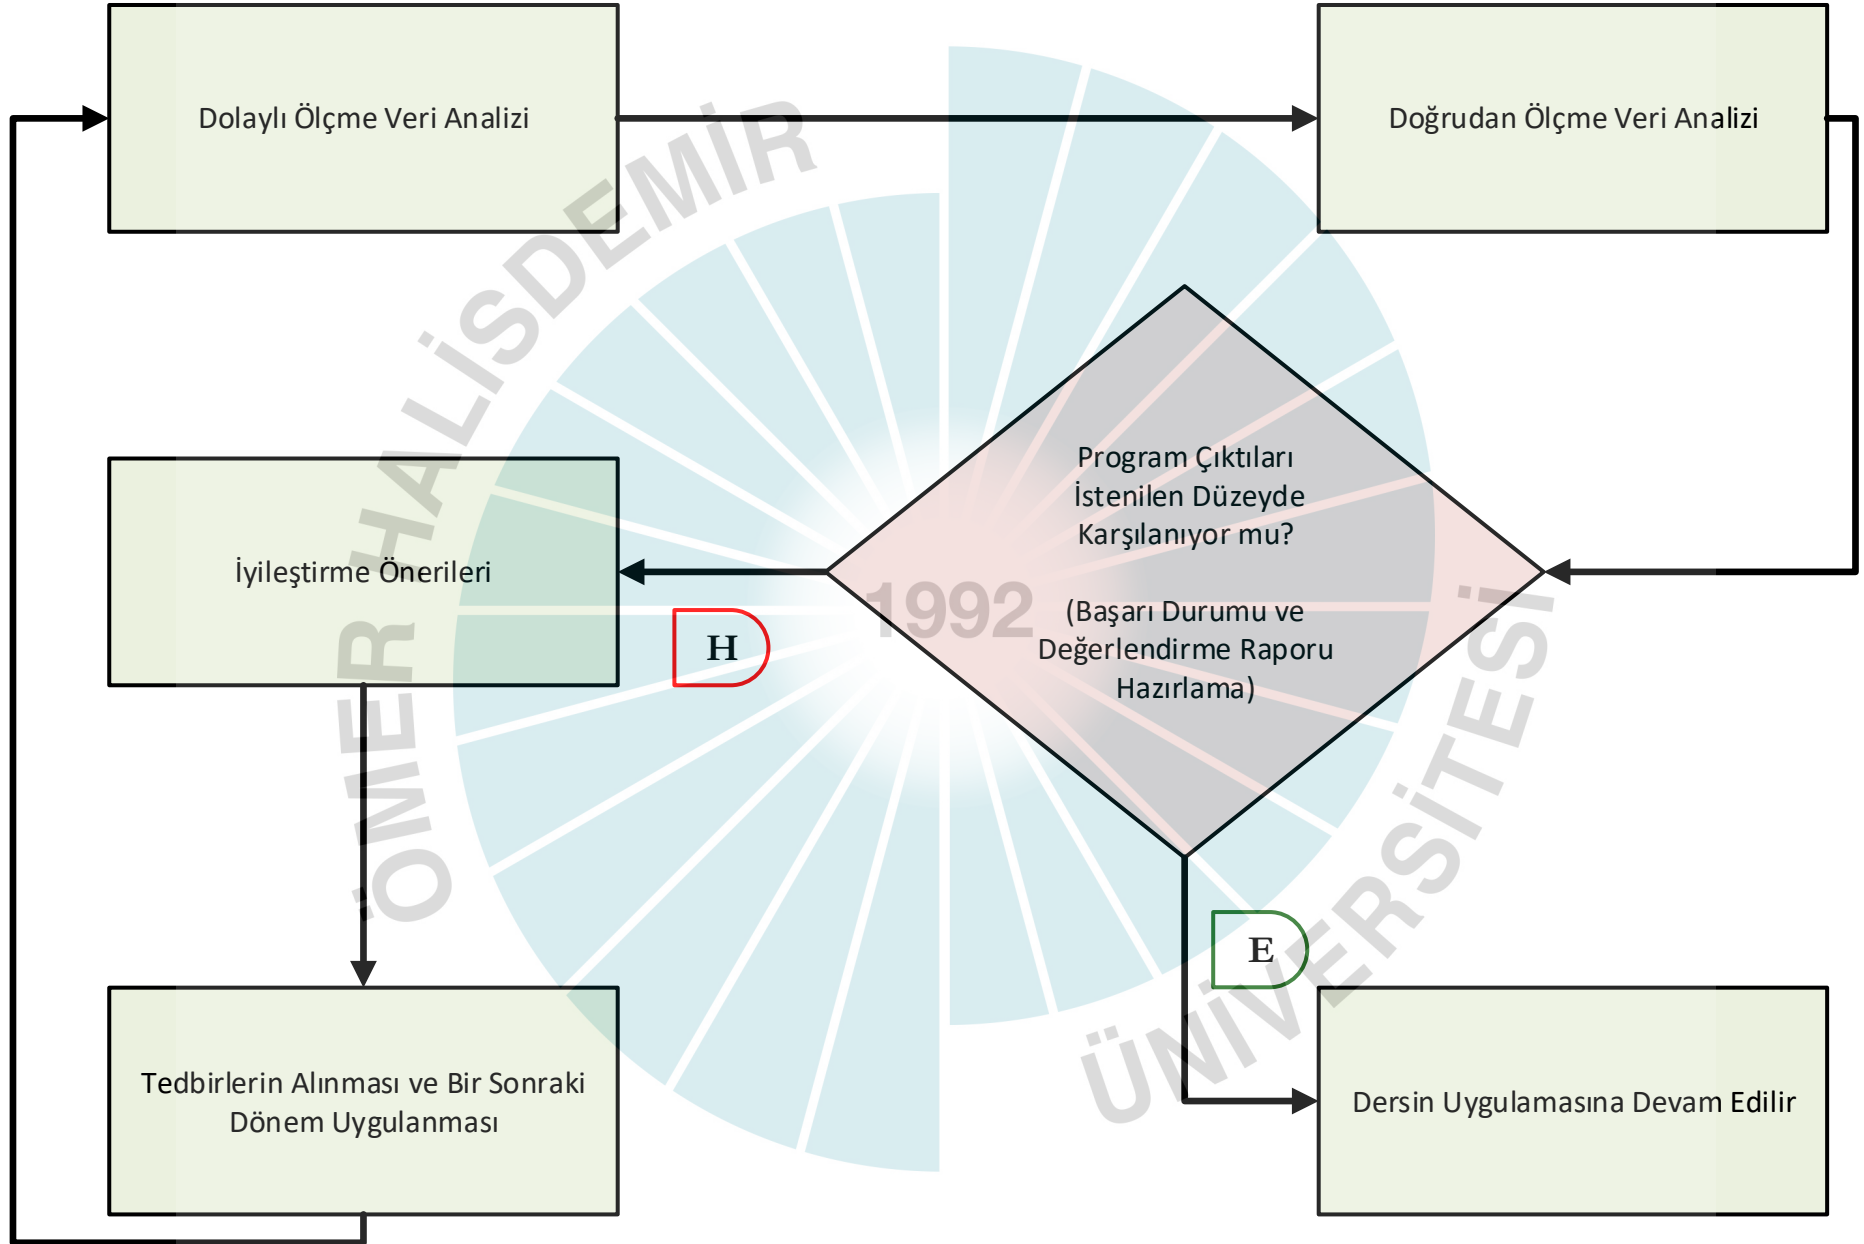 Dolaylı Ölçme Veri Analizi
Doğrudan Ölçme Veri Analizi
Program Çıktıları
İstenilen Düzeyde
Karşılanıyor mu?
(Başarı Durumu ve
Değerlendirme Raporu
Hazırlama)
İyileştirme Önerileri
H
E
Tedbirlerin Alınması ve Bir Sonraki
Dönem Uygulanması
Dersin Uygulamasına Devam Edilir
ÖMER HALİSDEMİR
ÜNİVERSİTESİ
1992